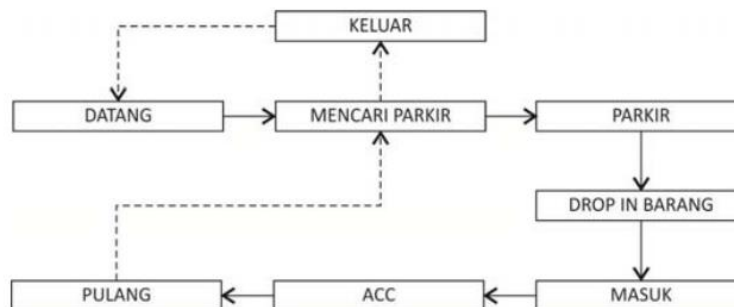 KELUAR
DATANG
MENCARI PARKIR
PARKIR
DROP IN BARANG
PULANG
ACC
MASUK